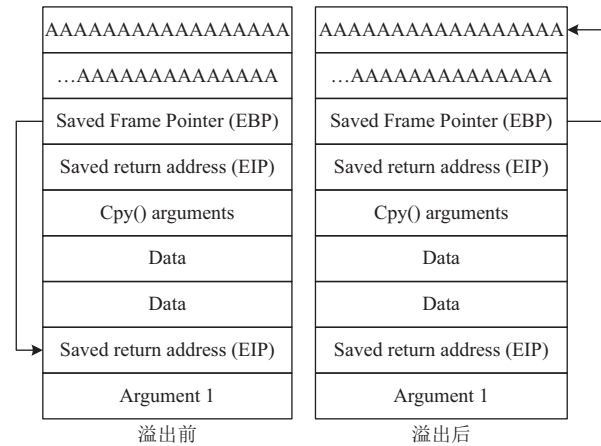 AAAAAAAAAAAAAAAAA
…AAAAAAAAAAAAAA
Saved Frame Pointer (EBP)
Saved return address (EIP)
Cpy() arguments
Data
Data
Saved return address (EIP)
Argument 1
溢出前
AAAAAAAAAAAAAAAAA
…AAAAAAAAAAAAAA
Saved Frame Pointer (EBP)
Saved return address (EIP)
Cpy() arguments
Data
Data
Saved return address (EIP)
Argument 1
溢出后